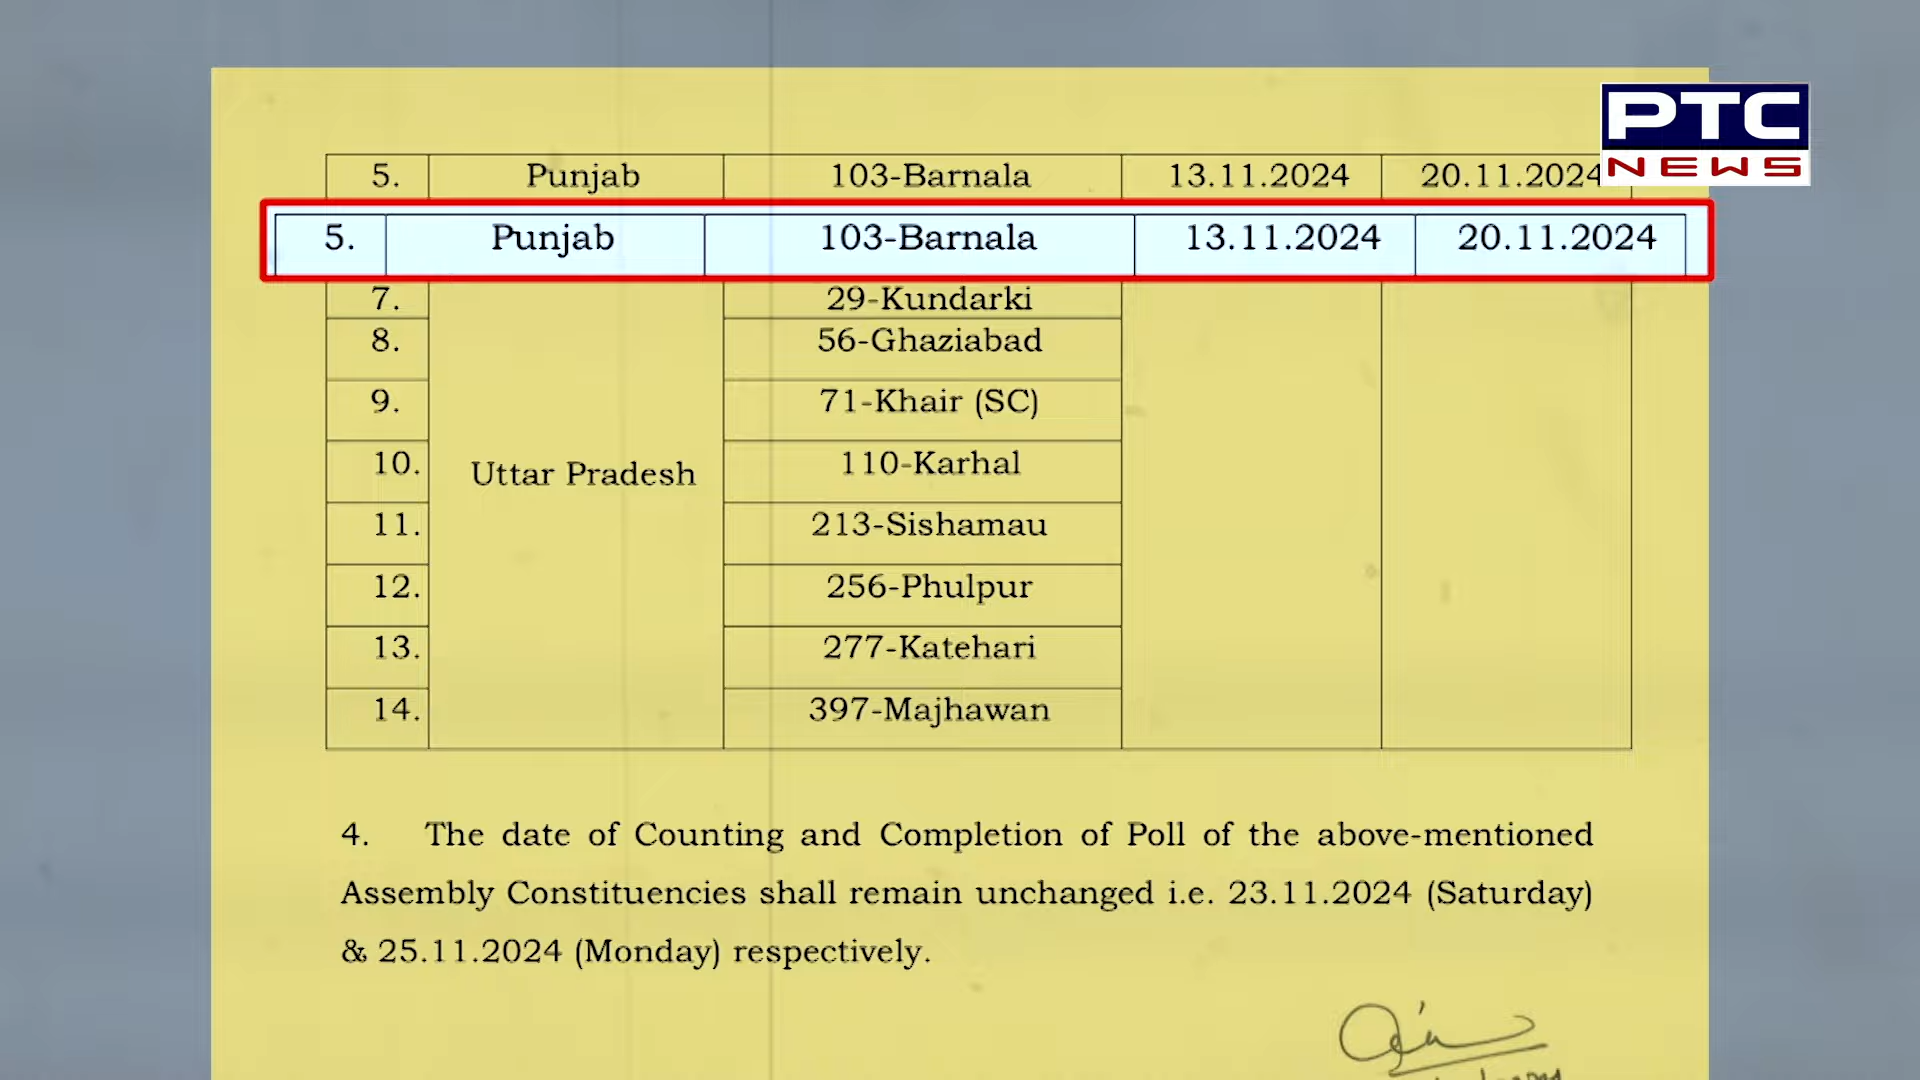 PTC
NEWS
5. Punjab 103-Barnala 13.11.2024 20.11.2024
5. Punjab 103-Barnala 13.11.2024 20.11.2024
7. 29-Kundarki
8. 56-Ghaziabad
9. 71-Khair (SC)
10. 110-Karhal
Uttar Pradesh
11. 213-Sishamau
12. 256-Phulpur
13. 277-Katehari
14. 397-Majhawan
4. The date of Counting and Completion of Poll of the above-mentioned
Assembly Constituencies shall remain unchanged i.e. 23.11.2024 (Saturday)
& 25.11.2024 (Monday) respectively.